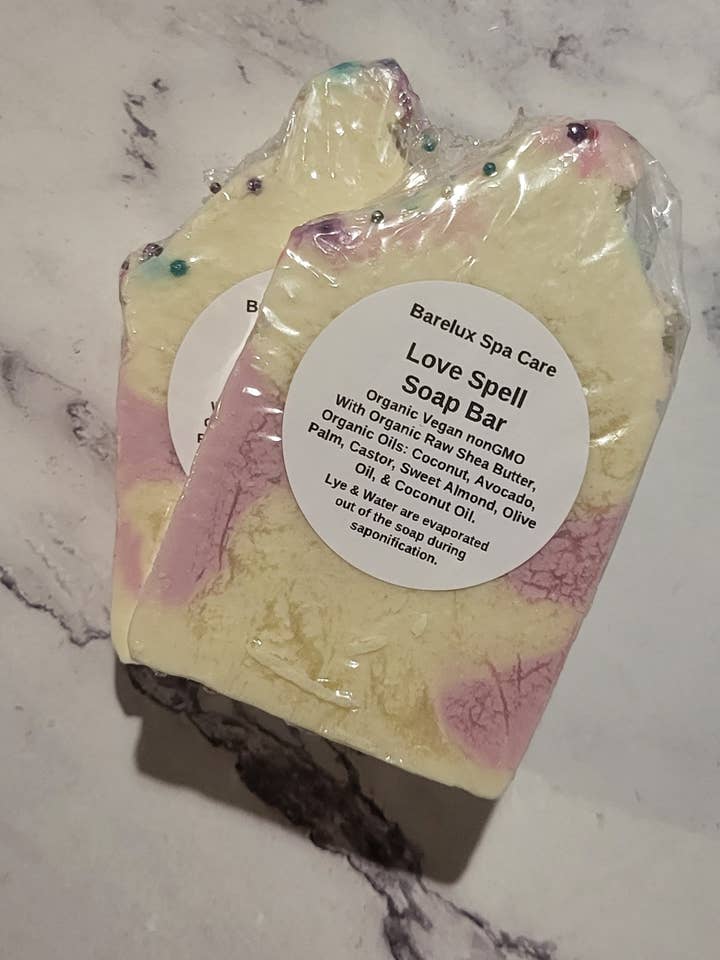 Barelux Spa Care
Love Spell
Soap Bar
Organic Vegan nonGMO
With Organic Raw Shea Butter,
Organic Oils: Coconut, Avocado,
Palm, Castor, Sweet Almond, Olive
Oil, & Coconut Oil.
Lye & Water are evaporated
out of the soap during
saponification.